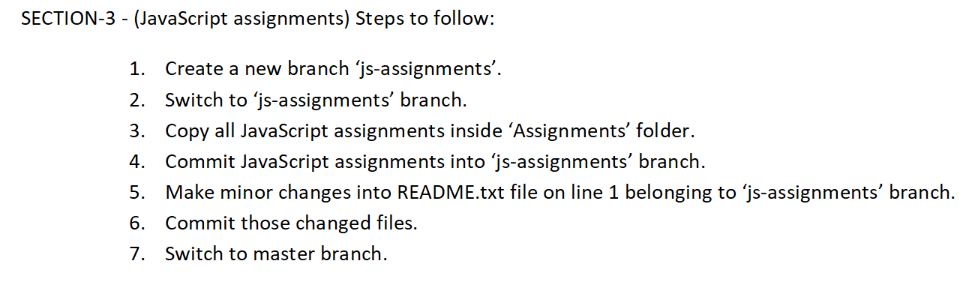 SECTION-3 - (JavaScript assignments) Steps to follow:
1. Create a new branch ‘js-assignments’.
2. Switch to ‘js-assignments’ branch.
3. Copy all JavaScript assignments inside ‘Assignments’ folder.
4. Commit JavaScript assignments into ‘js-assignments’ branch.
5. Make minor changes into README.txt file on line 1 belonging to ‘js-assignments’ branch.
6. Commit those changed files.
7. Switch to master branch.